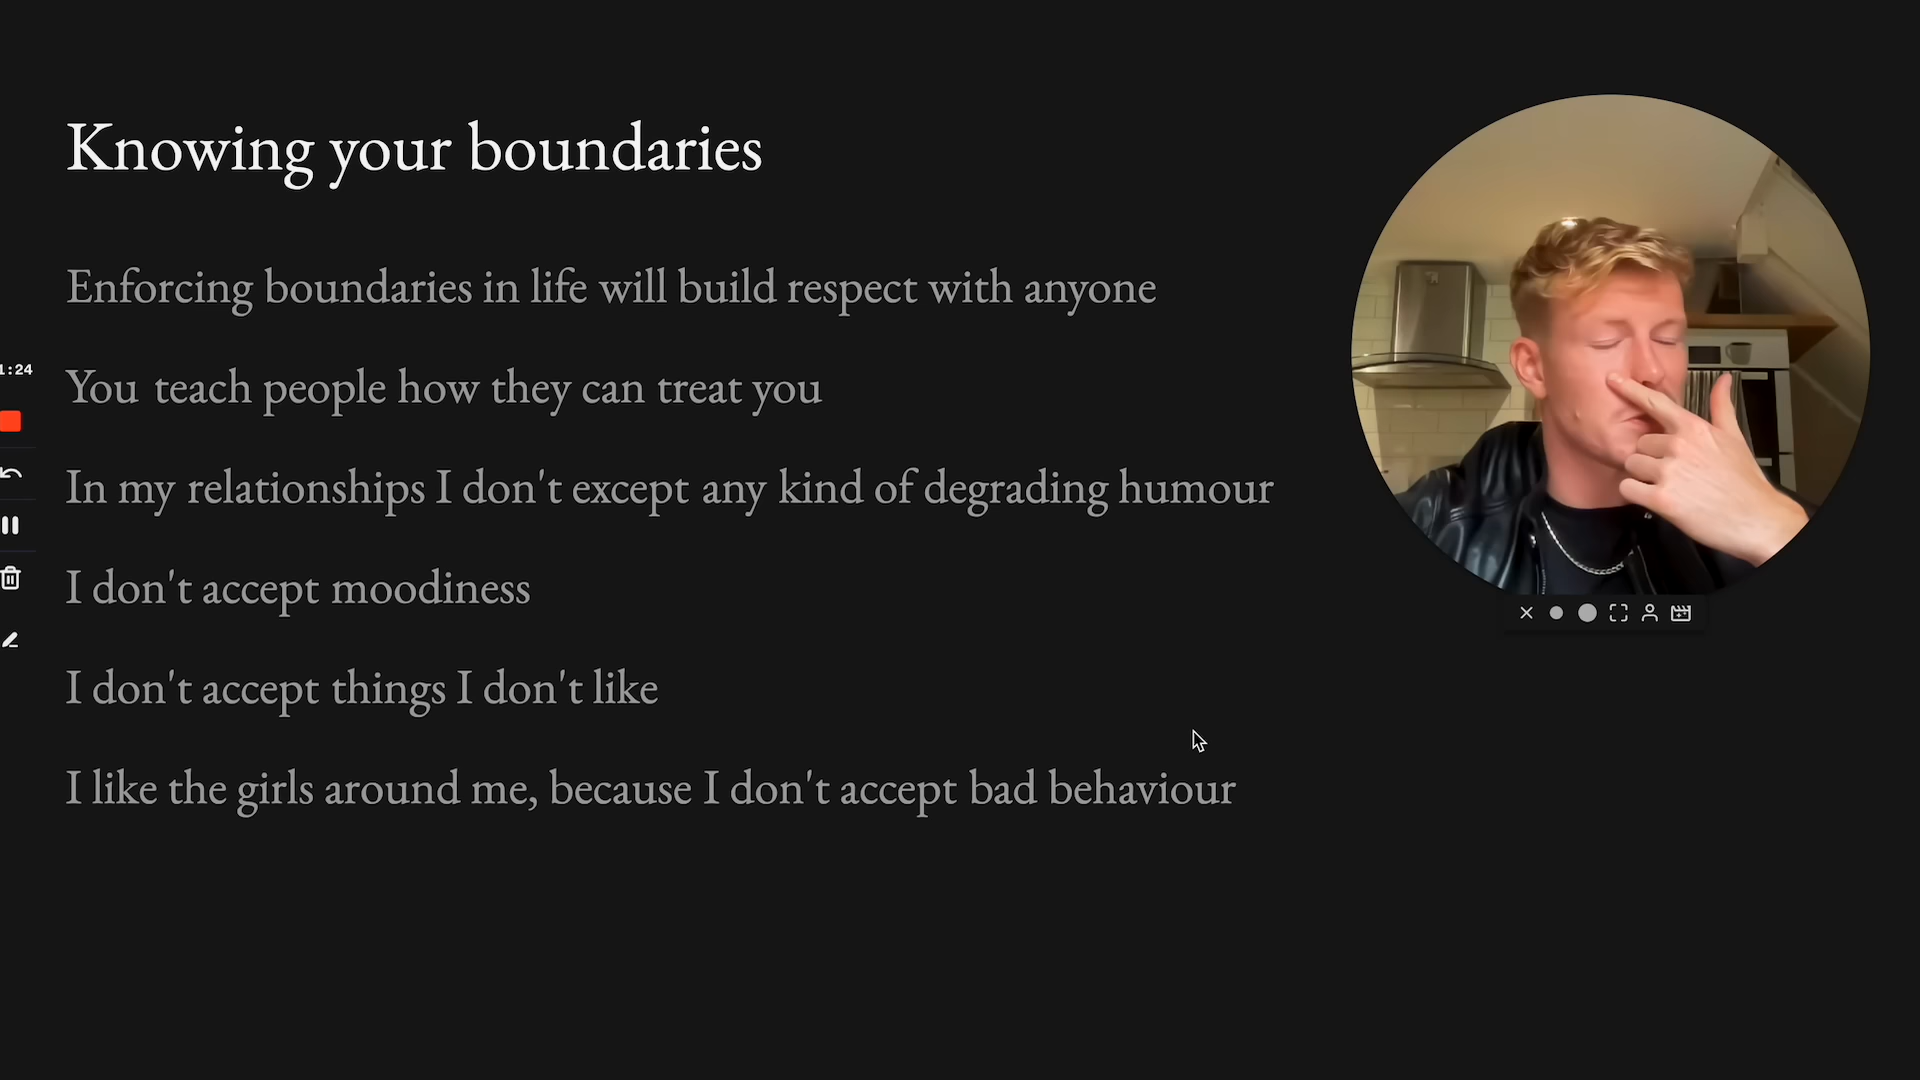 Knowing your boundaries
Enforcing boundaries in life will build respect with anyone
You teach people how they can treat you
In my relationships I don't except any kind of degrading humour
I don't accept moodiness
I don't accept things I don't like
I like the girls around me, because I don't accept bad behaviour
1:24